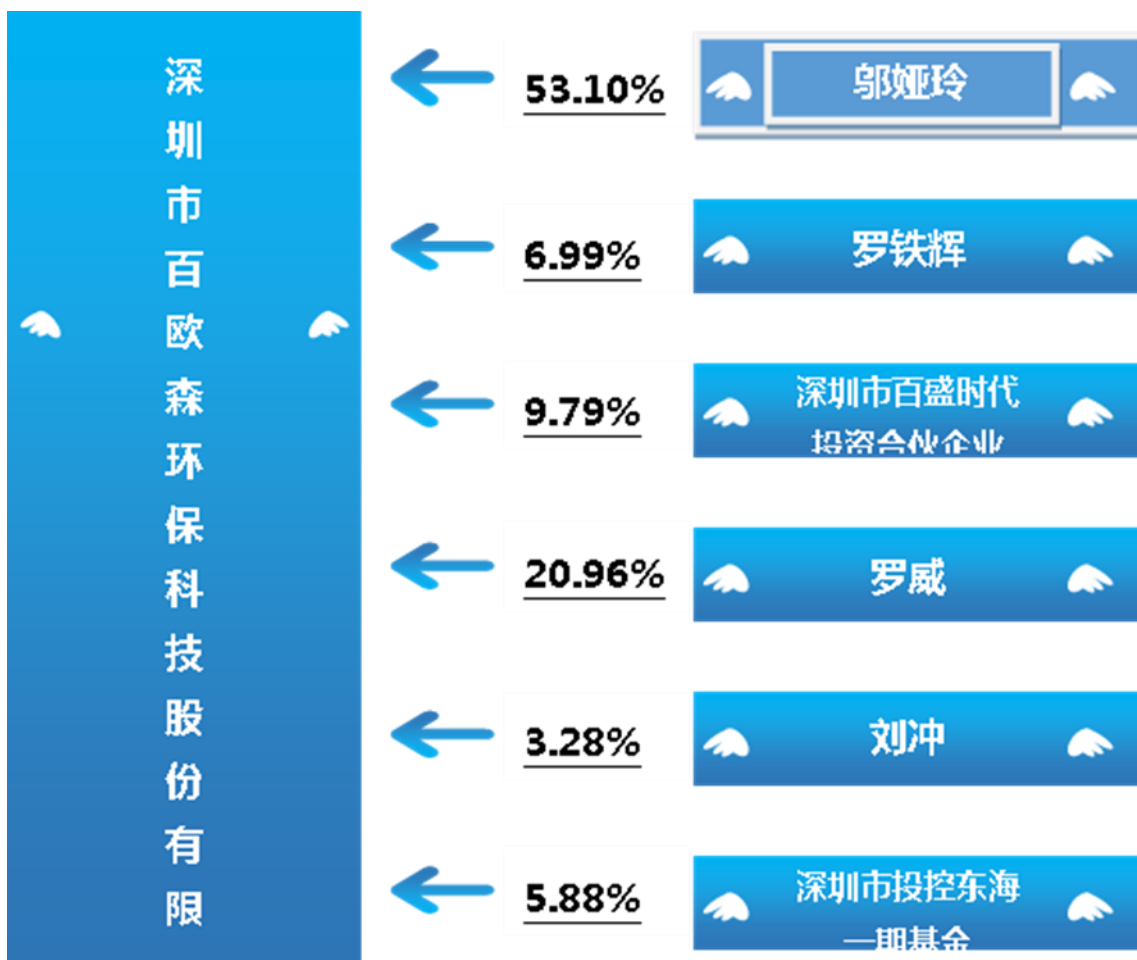 深圳市百欧森环保科技股份有限
53.10%
邬娅玲
6.99%
罗铁辉
9.79%
深圳市百盛时代
投资合伙企业
20.96%
罗威
3.28%
刘冲
5.88%
深圳市投控东海
一期基金